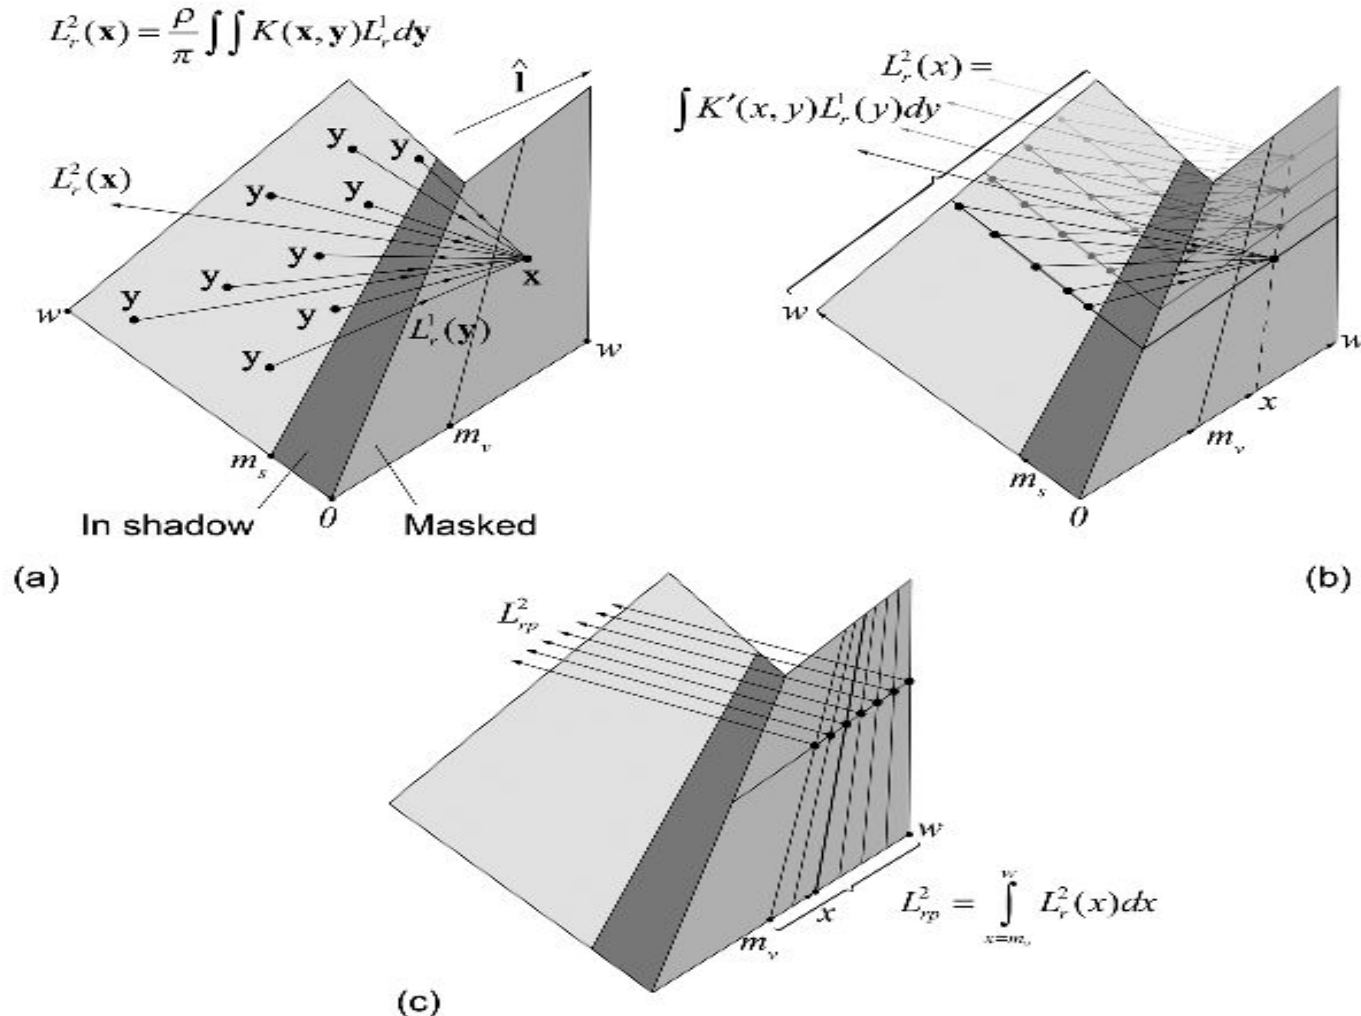 L_r^2(x) = ρ/π ∫∫ K(x, y)L_r^1 dy
l̂
y
y
L_r^2(x)
y
y
y
x
y
y
y
w
L_r^1(y)
y
w
m_v
m_s
0
In shadow
Masked
(a)
L_r^2(x) =
∫ K′(x, y)L_r^1(y)dy
w
w
x
m_v
m_s
0
(b)
L_rp^2
w
x
m_v
L_rp^2 = ∫_{x=m_v}^{w} L_r^2(x)dx
(c)